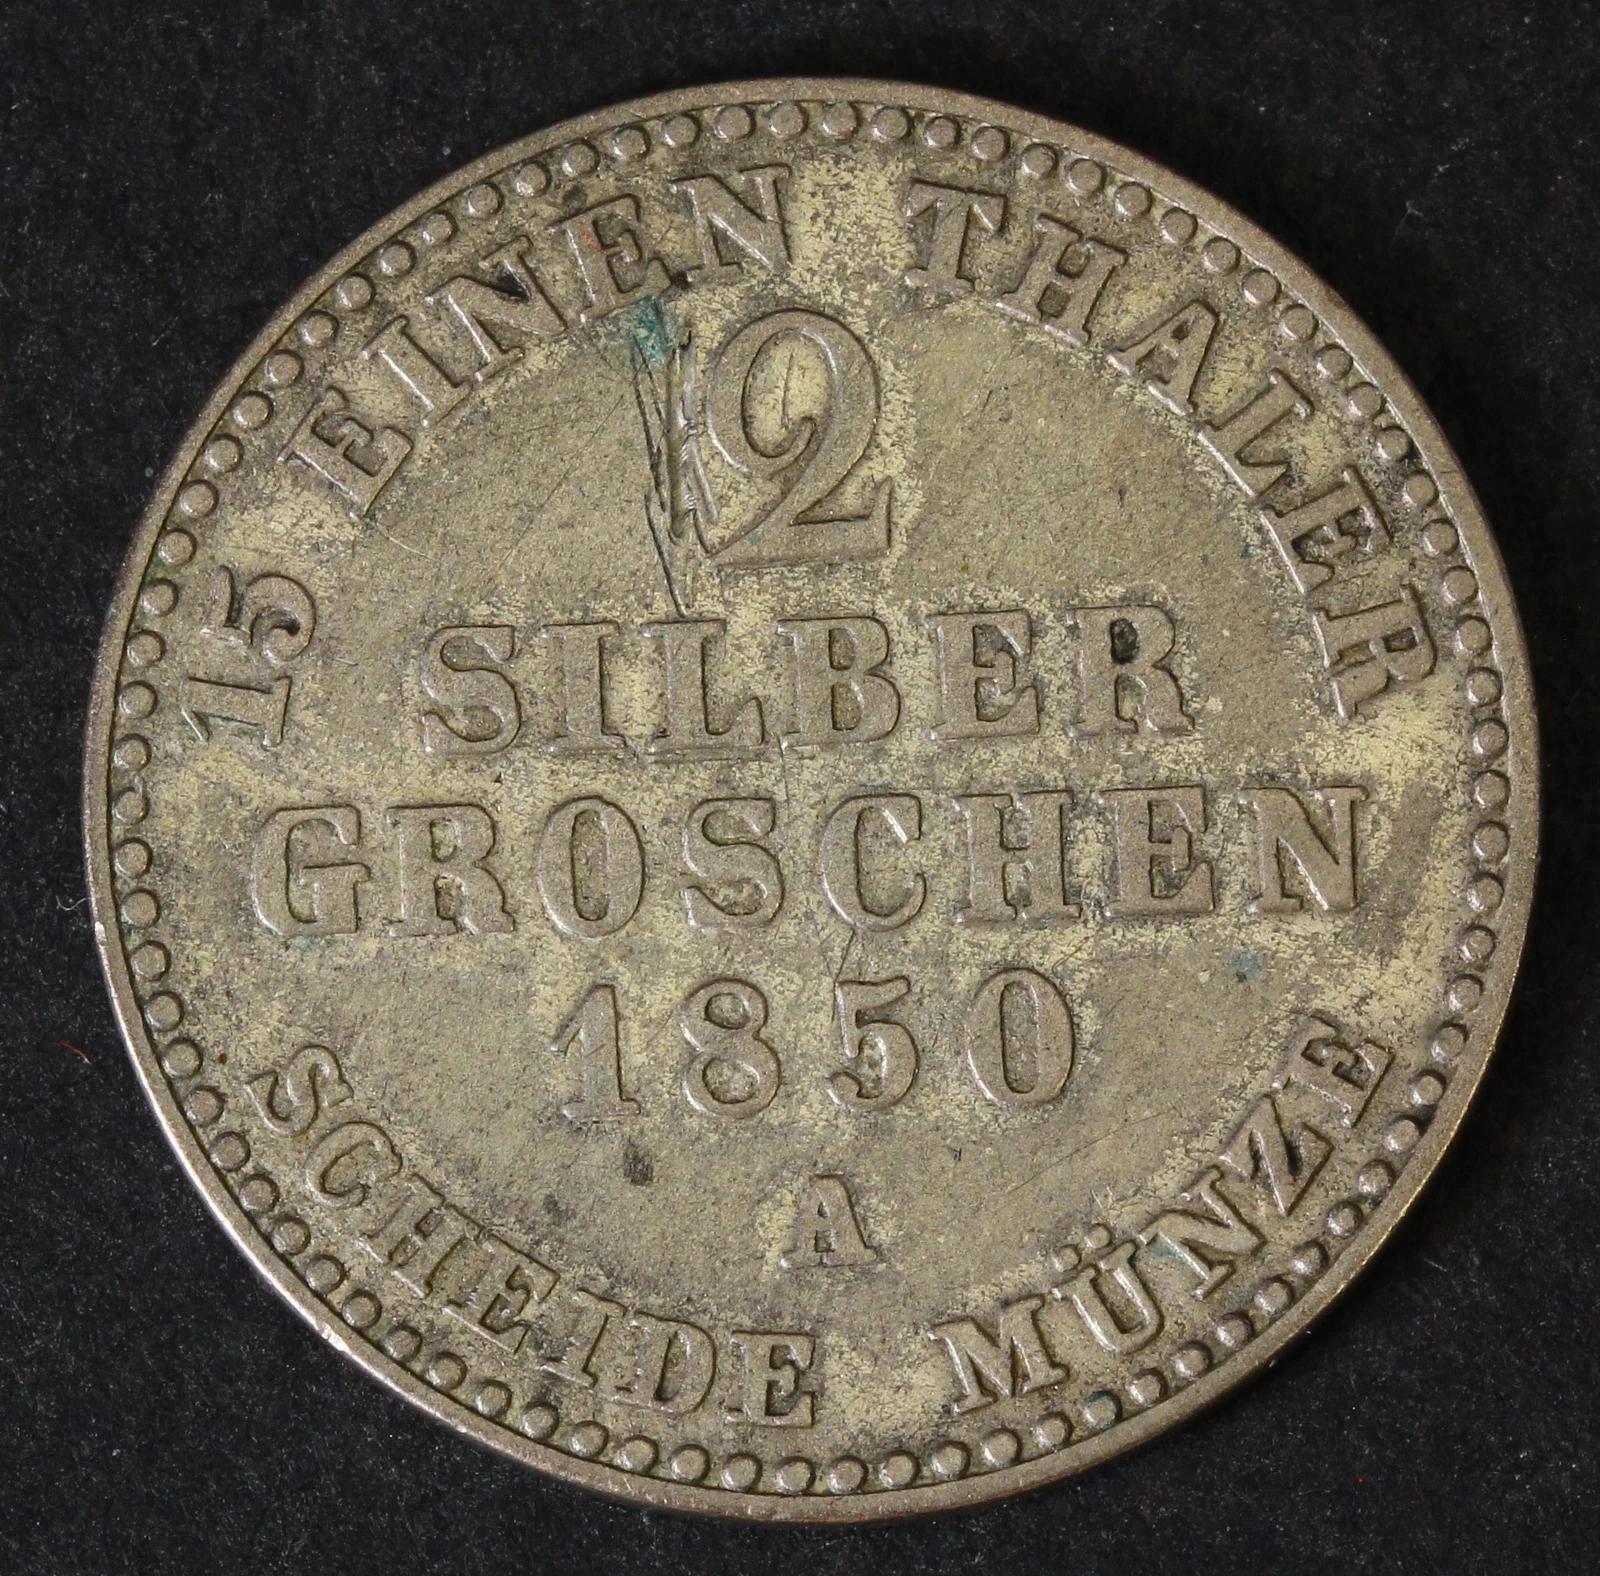 15 EINEN THALER
2
SILBER
GROSCHEN
1850
A
SCHEIDE MÜNZE